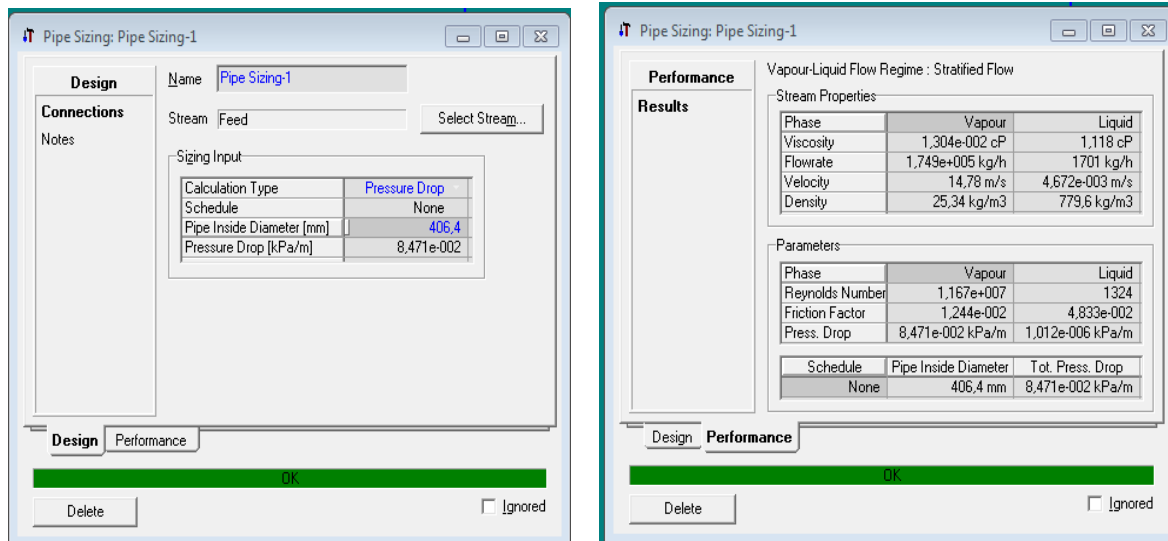 Pipe Sizing: Pipe Sizing-1
Design
Connections
Notes
Name Pipe Sizing-1
Stream Feed Select Stream...
Sizing Input
Calculation Type Pressure Drop
Schedule None
Pipe Inside Diameter [mm] 406,4
Pressure Drop [kPa/m] 8,471e-002
Design Performance
OK
Delete Ignored
Pipe Sizing: Pipe Sizing-1
Performance
Results
Vapour-Liquid Flow Regime : Stratified Flow
Stream Properties
Phase Vapour Liquid
Viscosity 1,304e-002 cP 1,118 cP
Flowrate 1,749e+005 kg/h 1701 kg/h
Velocity 14,78 m/s 4,672e-003 m/s
Density 25,34 kg/m3 779,6 kg/m3
Parameters
Phase Vapour Liquid
Reynolds Number 1,167e+007 1324
Friction Factor 1,244e-002 4,833e-002
Press. Drop 8,471e-002 kPa/m 1,012e-006 kPa/m
Schedule Pipe Inside Diameter Tot. Press. Drop
None 406,4 mm 8,471e-002 kPa/m
Design Performance
OK
Delete Ignored